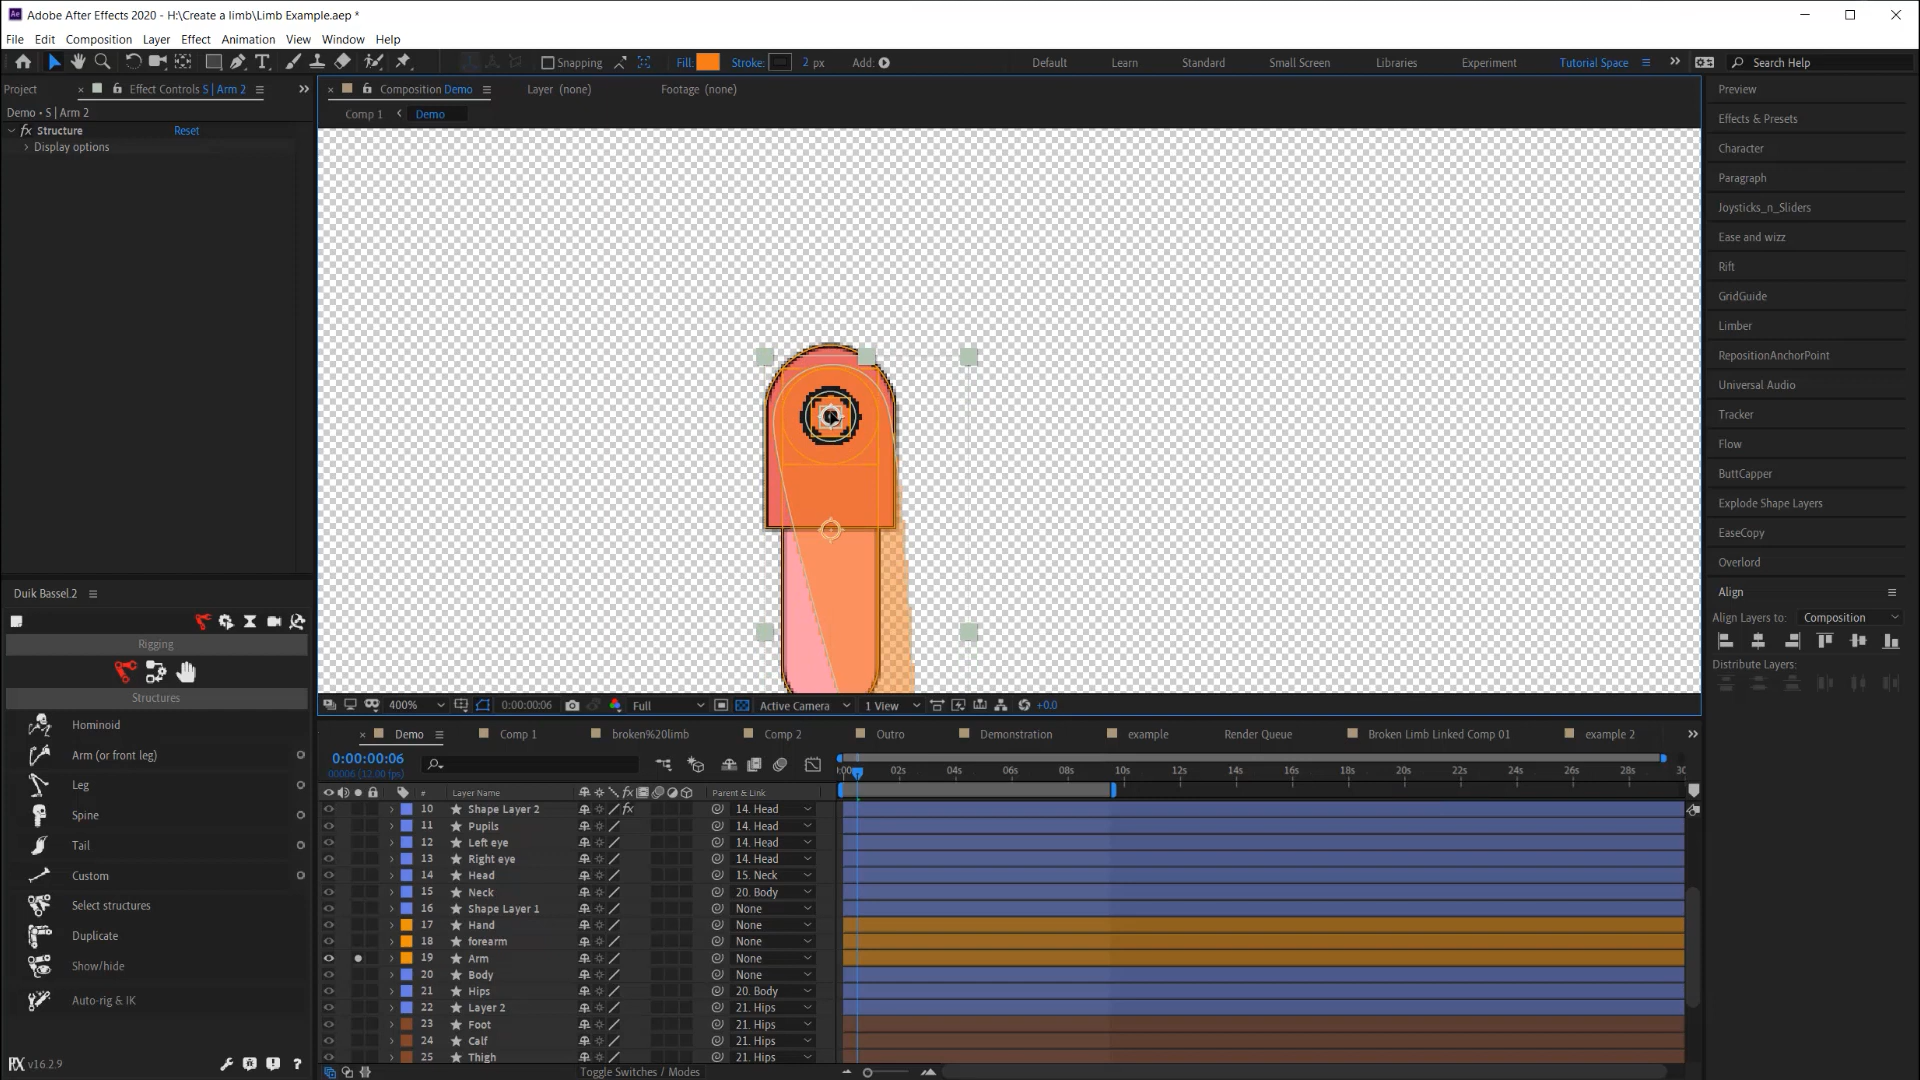 Adobe After Effects 2020 - H:\Create a limb\Limb Example.aep *
File Edit Composition Layer Effect Animation View Window Help
Snapping Fill: Stroke: 2 px Add: Default Learn Standard Small Screen Libraries Experiment Tutorial Space Search Help
Project Effect Controls S | Arm 2
Demo • S | Arm 2
fx Structure Reset
Display options
Composition Demo Layer (none) Footage (none)
Comp 1 Demo
Preview
Effects & Presets
Character
Paragraph
Joysticks_n_Sliders
Ease and wizz
Rift
GridGuide
Limber
RepositionAnchorPoint
Universal Audio
Tracker
Flow
ButtCapper
Explode Shape Layers
EaseCopy
Overlord
Align
Align Layers to: Composition
Distribute Layers:
Duik Bassel.2
Rigging
Structures
Hominoid
Arm (or front leg)
Leg
Spine
Tail
Custom
Select structures
Duplicate
Show/hide
Auto-rig & IK
v16.2.9
400% 0:00:00:06 Full Active Camera 1 View +0.0
Demo Comp 1 broken%20limb Comp 2 Outro Demonstration example Render Queue Broken Limb Linked Comp 01 example 2
0:00:00:06
00006 (12.00 fps)
:00s 02s 04s 06s 08s 10s 12s 14s 16s 18s 20s 22s 24s 26s 28s 30
# Layer Name fx Parent & Link
10 Shape Layer 2 fx 14. Head
11 Pupils 14. Head
12 Left eye 14. Head
13 Right eye 14. Head
14 Head 15. Neck
15 Neck 20. Body
16 Shape Layer 1 None
17 Hand None
18 forearm None
19 Arm None
20 Body None
21 Hips 20. Body
22 Layer 2 21. Hips
23 Foot 21. Hips
24 Calf 21. Hips
25 Thigh 21. Hips
Toggle Switches / Modes